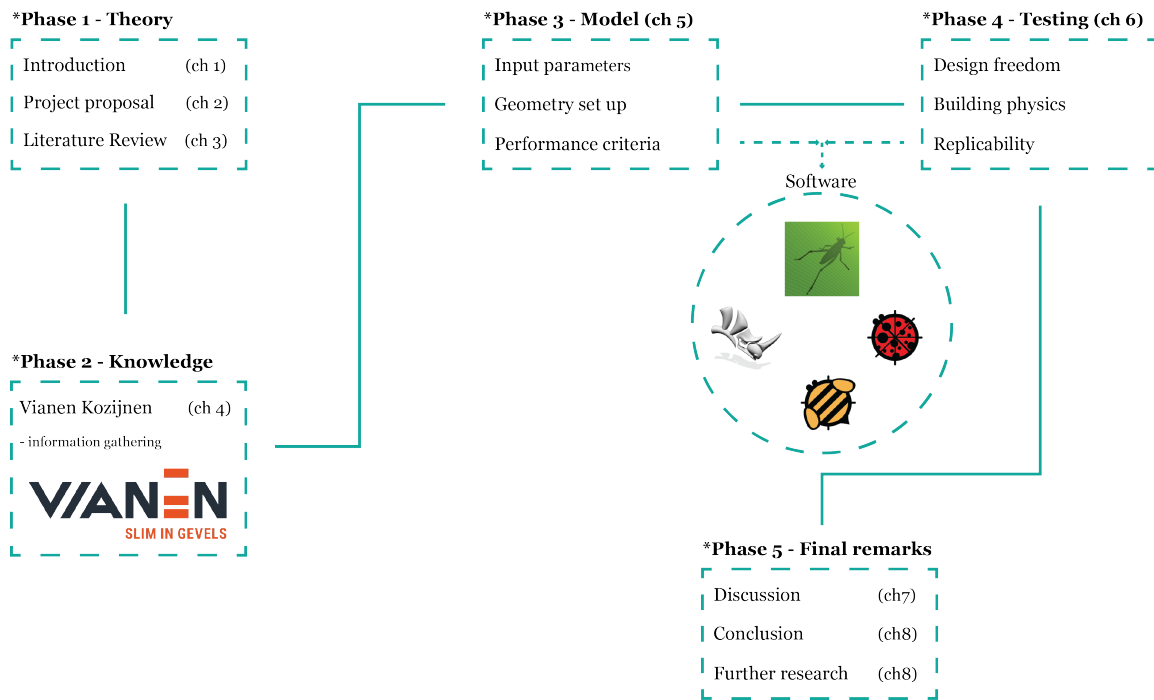 *Phase 1 - Theory
Introduction (ch 1)
Project proposal (ch 2)
Literature Review (ch 3)
*Phase 2 - Knowledge
Vianen Kozijnen (ch 4)
- information gathering
VIANEN
SLIM IN GEVELS
*Phase 3 - Model (ch 5)
Input parameters
Geometry set up
Performance criteria
*Phase 4 - Testing (ch 6)
Design freedom
Building physics
Replicability
Software
*Phase 5 - Final remarks
Discussion (ch7)
Conclusion (ch8)
Further research (ch8)